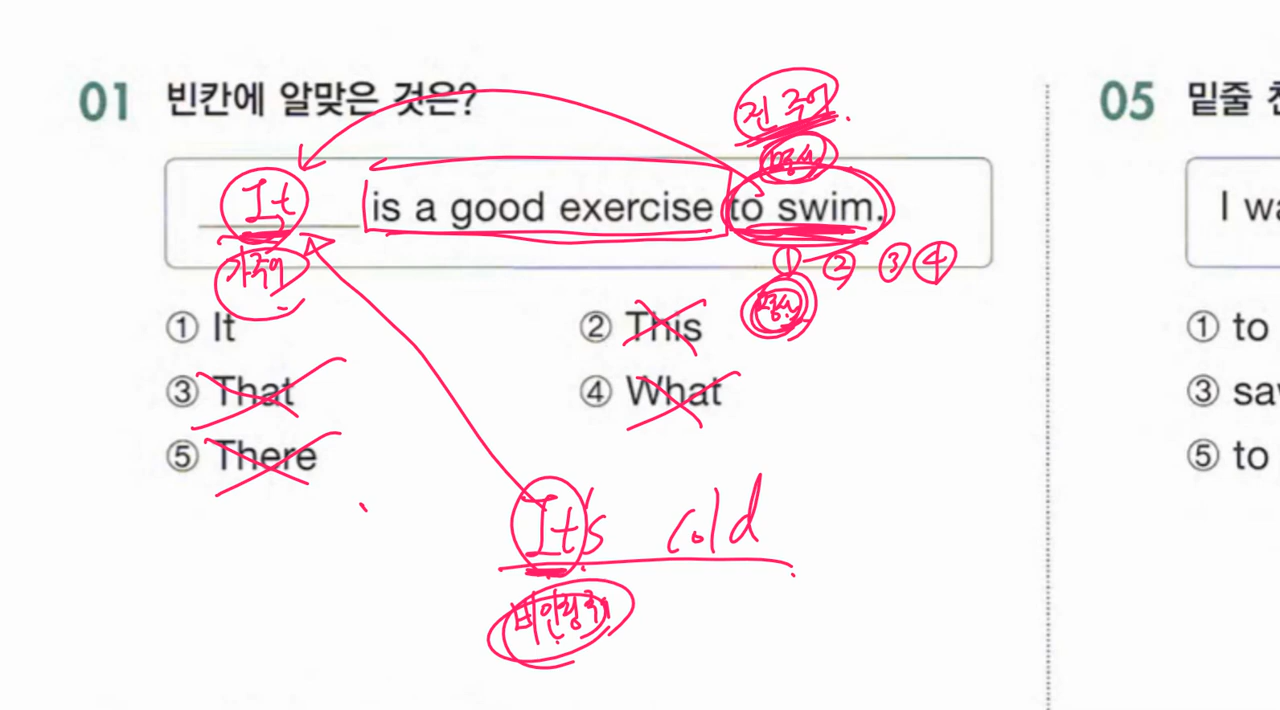 01 빈칸에 알맞은 것은?
진 주어.
명사
It is a good exercise to swim.
가주어
① ② ③ ④
명사
① It
② This
③ That
④ What
⑤ There
It's cold
비인칭주어
05 밑줄
I wa
① to
③ sa
⑤ to